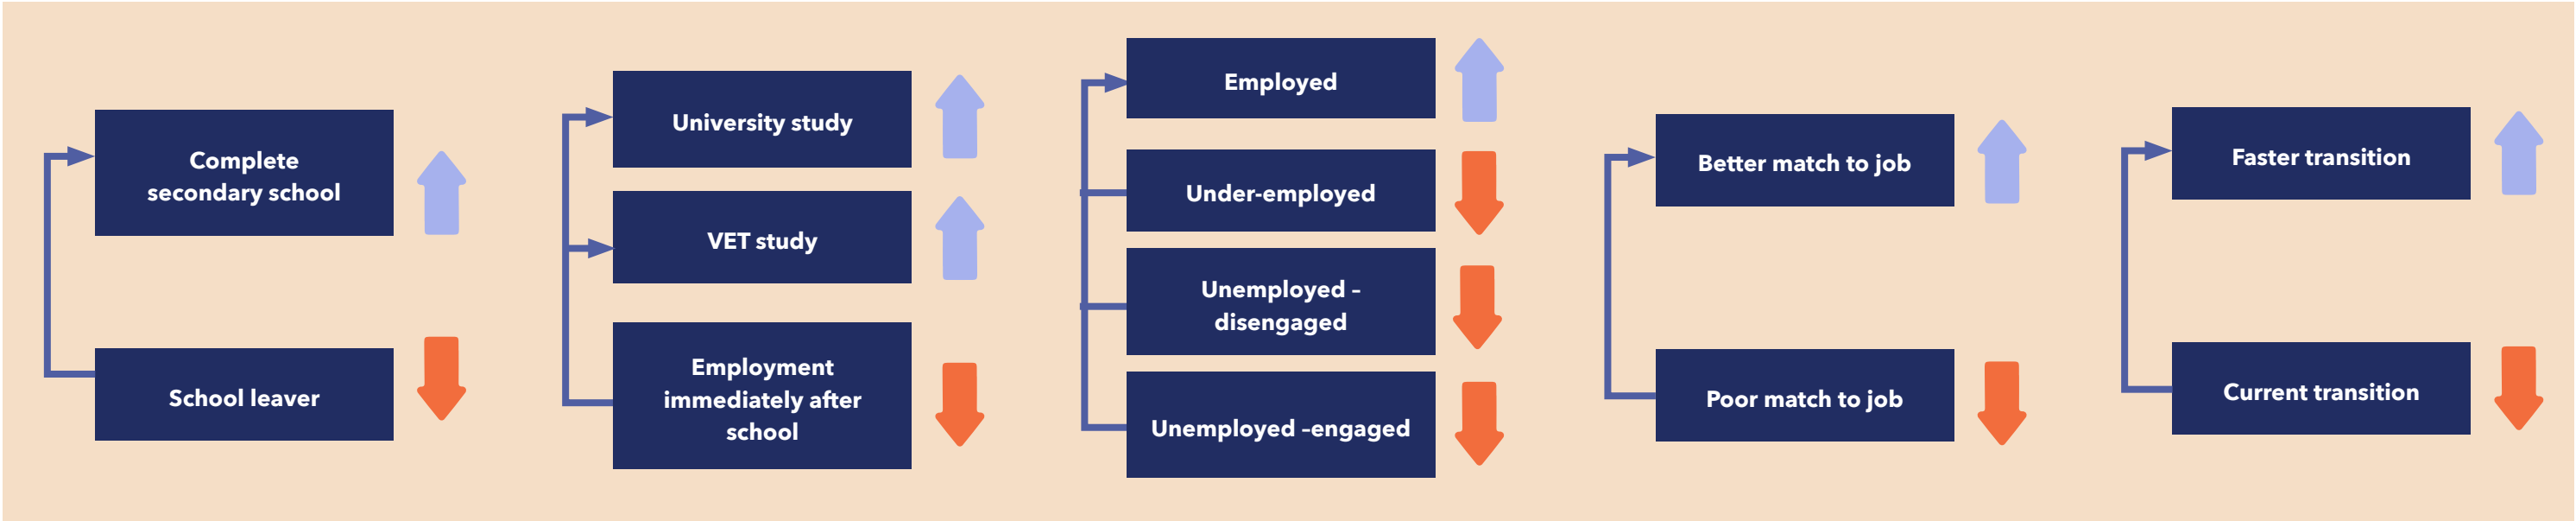 Complete
secondary school
School leaver
University study
VET study
Employment
immediately after
school
Employed
Under-employed
Unemployed –
disengaged
Unemployed –engaged
Better match to job
Poor match to job
Faster transition
Current transition